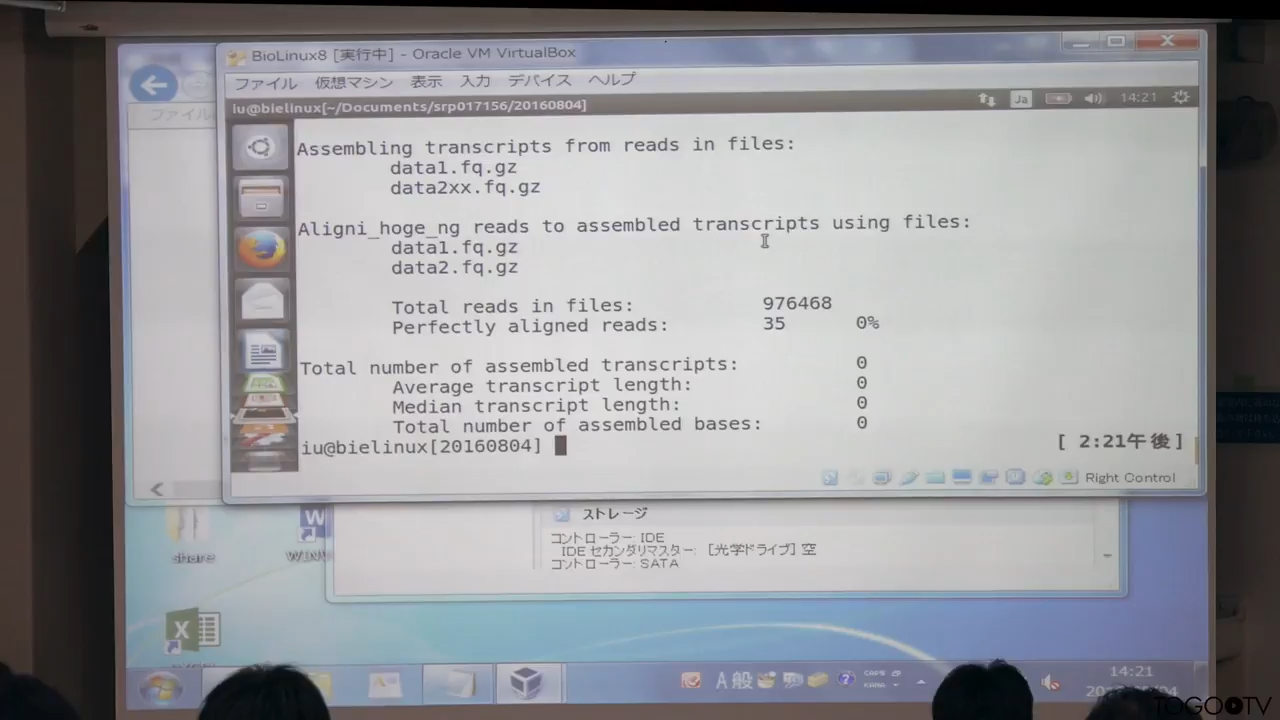 BioLinux8 [実行中] - Oracle VM VirtualBox
ファイル 仮想マシン 表示 入力 デバイス ヘルプ
iu@bielinux[~/Documents/srp017156/20160804]
Ja
14:21
ファイル
Assembling transcripts from reads in files:
data1.fq.gz
data2xx.fq.gz
Aligni_hoge_ng reads to assembled transcripts using files:
data1.fq.gz
data2.fq.gz
Total reads in files: 976468
Perfectly aligned reads: 35 0%
Total number of assembled transcripts: 0
Average transcript length: 0
Median transcript length: 0
Total number of assembled bases: 0
iu@bielinux[20160804]
[ 2:21午後 ]
Right Control
ストレージ
コントローラー: IDE
IDE セカンダリマスター: [光学ドライブ] 空
コントローラー: SATA
share
A 般
CAPS
KANA
14:21
TOGOTV